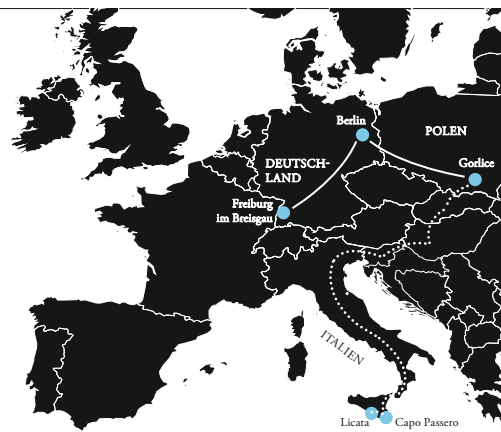 Berlin
POLEN
Gorlice
DEUTSCH-
LAND
Freiburg
im Breisgau
ITALIEN
Licata
Capo Passero